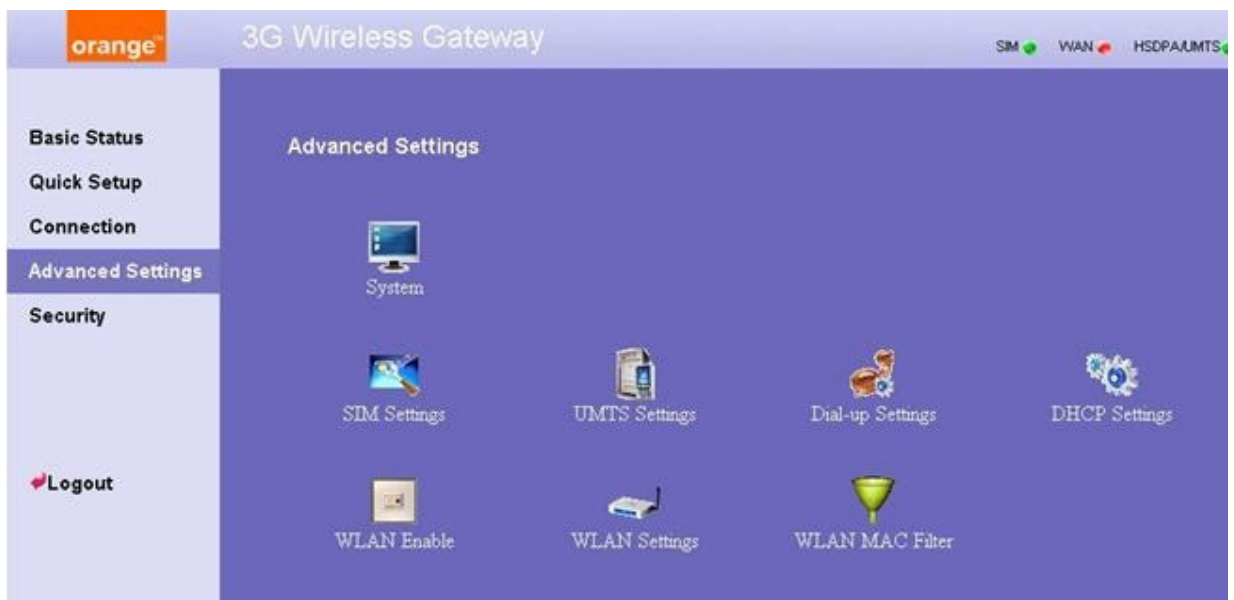 orange™
3G Wireless Gateway
SIM WAN HSDPA/UMTS
Basic Status
Quick Setup
Connection
Advanced Settings
Security
Logout
Advanced Settings
System
SIM Settings UMTS Settings Dial-up Settings DHCP Settings
WLAN Enable WLAN Settings WLAN MAC Filter